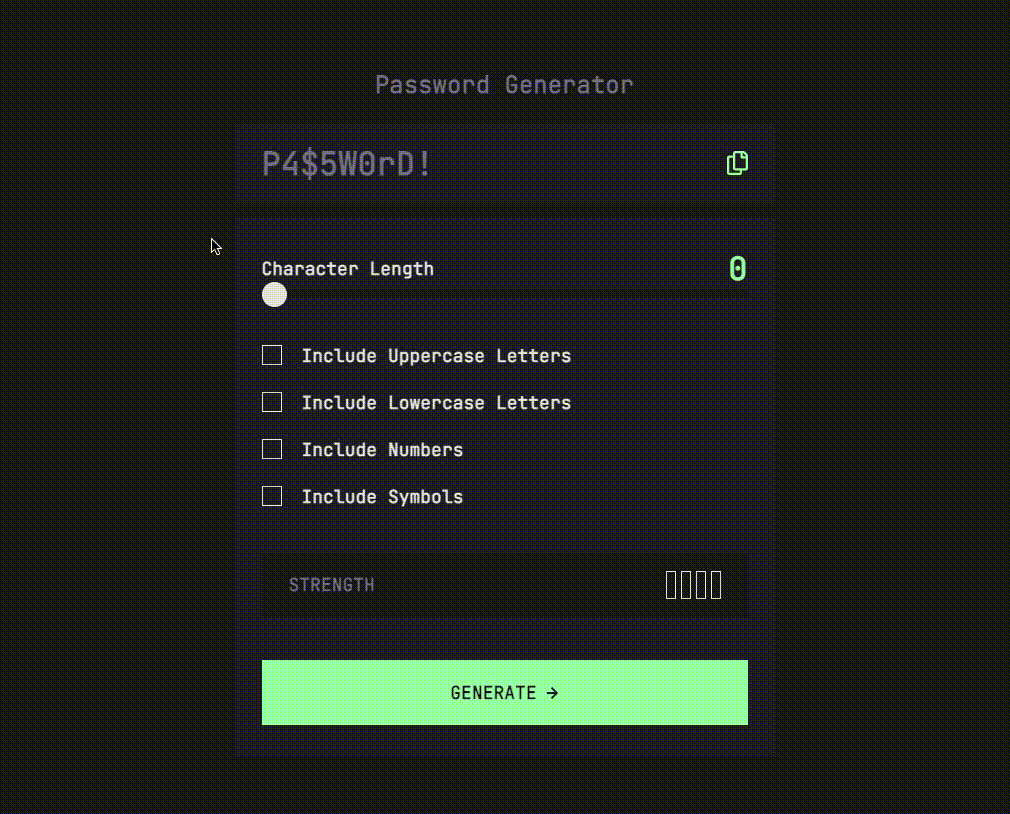 Password Generator
P4$5W0rD!
Character Length 0
Include Uppercase Letters
Include Lowercase Letters
Include Numbers
Include Symbols
STRENGTH
GENERATE →